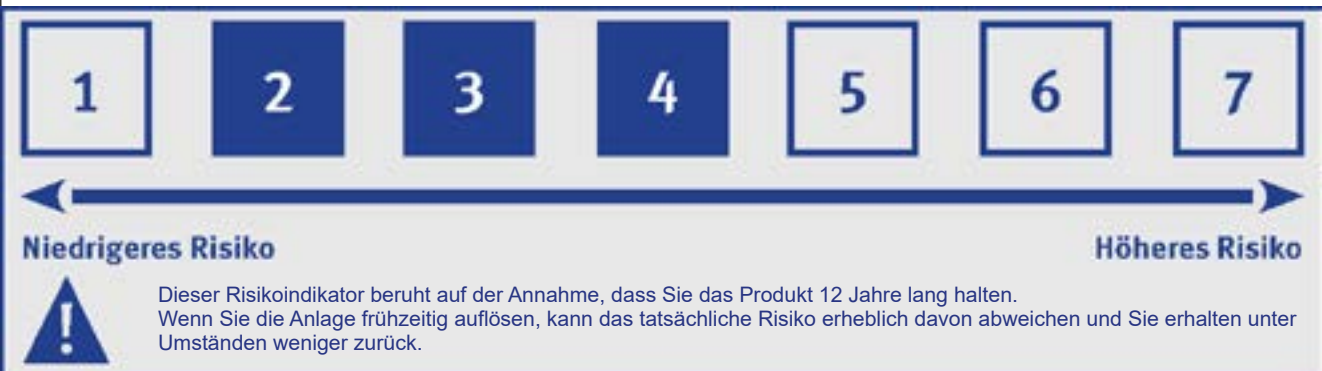 1 2 3 4 5 6 7
Niedrigeres Risiko Höheres Risiko
!
Dieser Risikoindikator beruht auf der Annahme, dass Sie das Produkt 12 Jahre lang halten.
Wenn Sie die Anlage frühzeitig auflösen, kann das tatsächliche Risiko erheblich davon abweichen und Sie erhalten unter
Umständen weniger zurück.